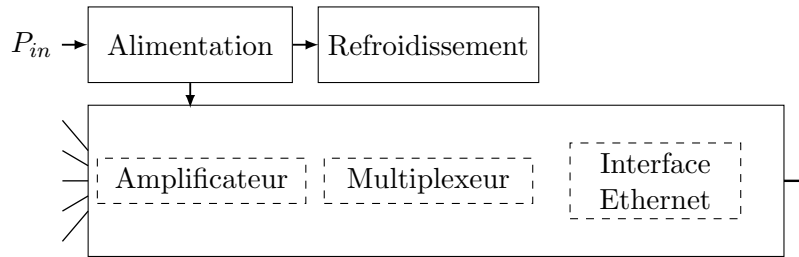 P_in Alimentation Refroidissement
Amplificateur Multiplexeur Interface
Ethernet